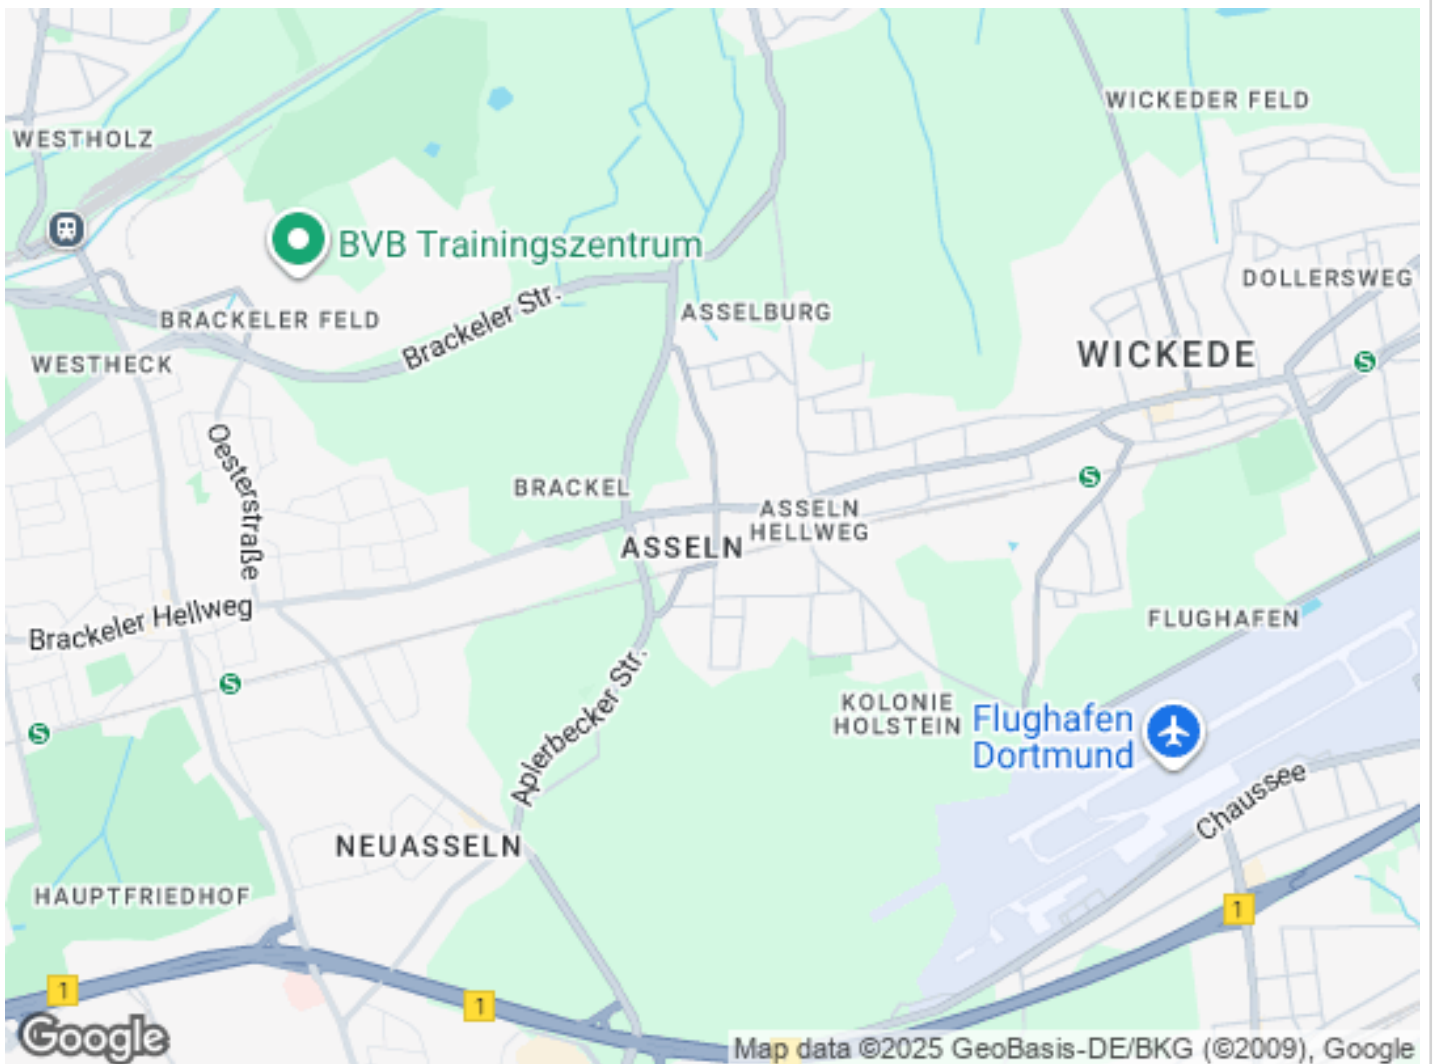 WICKEDER FELD
WESTHOLZ
BVB Trainingszentrum
DOLLERSWEG
BRACKELER FELD
ASSELBURG
Brackeler Str.
WESTHECK
WICKEDE
S
Oesterstraße
S
BRACKEL
ASSELN
HELLWEG
ASSELN
Brackeler Hellweg
FLUGHAFEN
S
Aplerbecker Str.
KOLONIE
HOLSTEIN
Flughafen
Dortmund
S
Chaussee
NEUASSELN
HAUPTFRIEDHOF
1
1
1
Google
Map data ©2025 GeoBasis-DE/BKG (©2009), Google